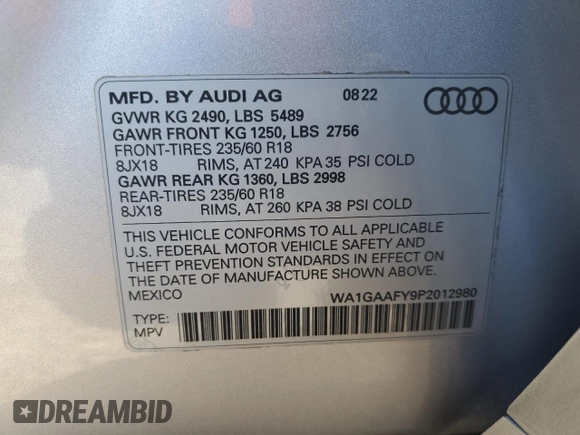 MFD. BY AUDI AG 08 22
GVWR KG 2490, LBS 5489
GAWR FRONT KG 1250, LBS 2756
FRONT-TIRES 235/60 R18
8JX18 RIMS, AT 240 KPA 35 PSI COLD
GAWR REAR KG 1360, LBS 2998
REAR-TIRES 235/60 R18
8JX18 RIMS, AT 260 KPA 38 PSI COLD
THIS VEHICLE CONFORMS TO ALL APPLICABLE
U.S. FEDERAL MOTOR VEHICLE SAFETY AND
THEFT PREVENTION STANDARDS IN EFFECT ON
THE DATE OF MANUFACTURE SHOWN ABOVE.
MEXICO WA1GAAFY9P2012980
TYPE:
MPV
DREAMBID